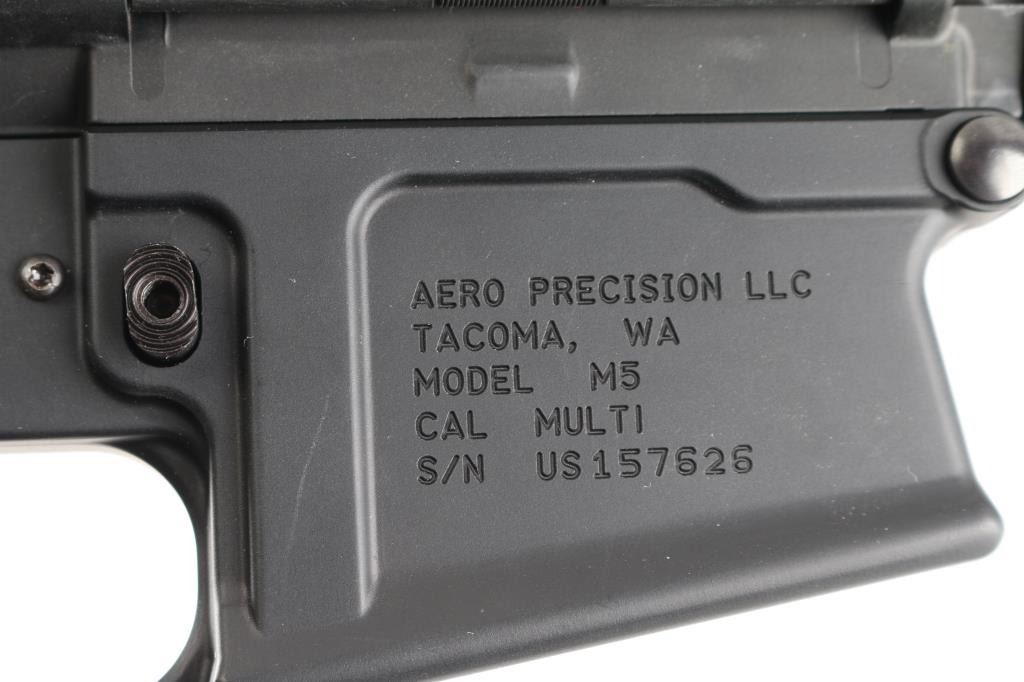 AERO PRECISION LLC
TACOMA, WA
MODEL M5
CAL MULTI
S/N US157626